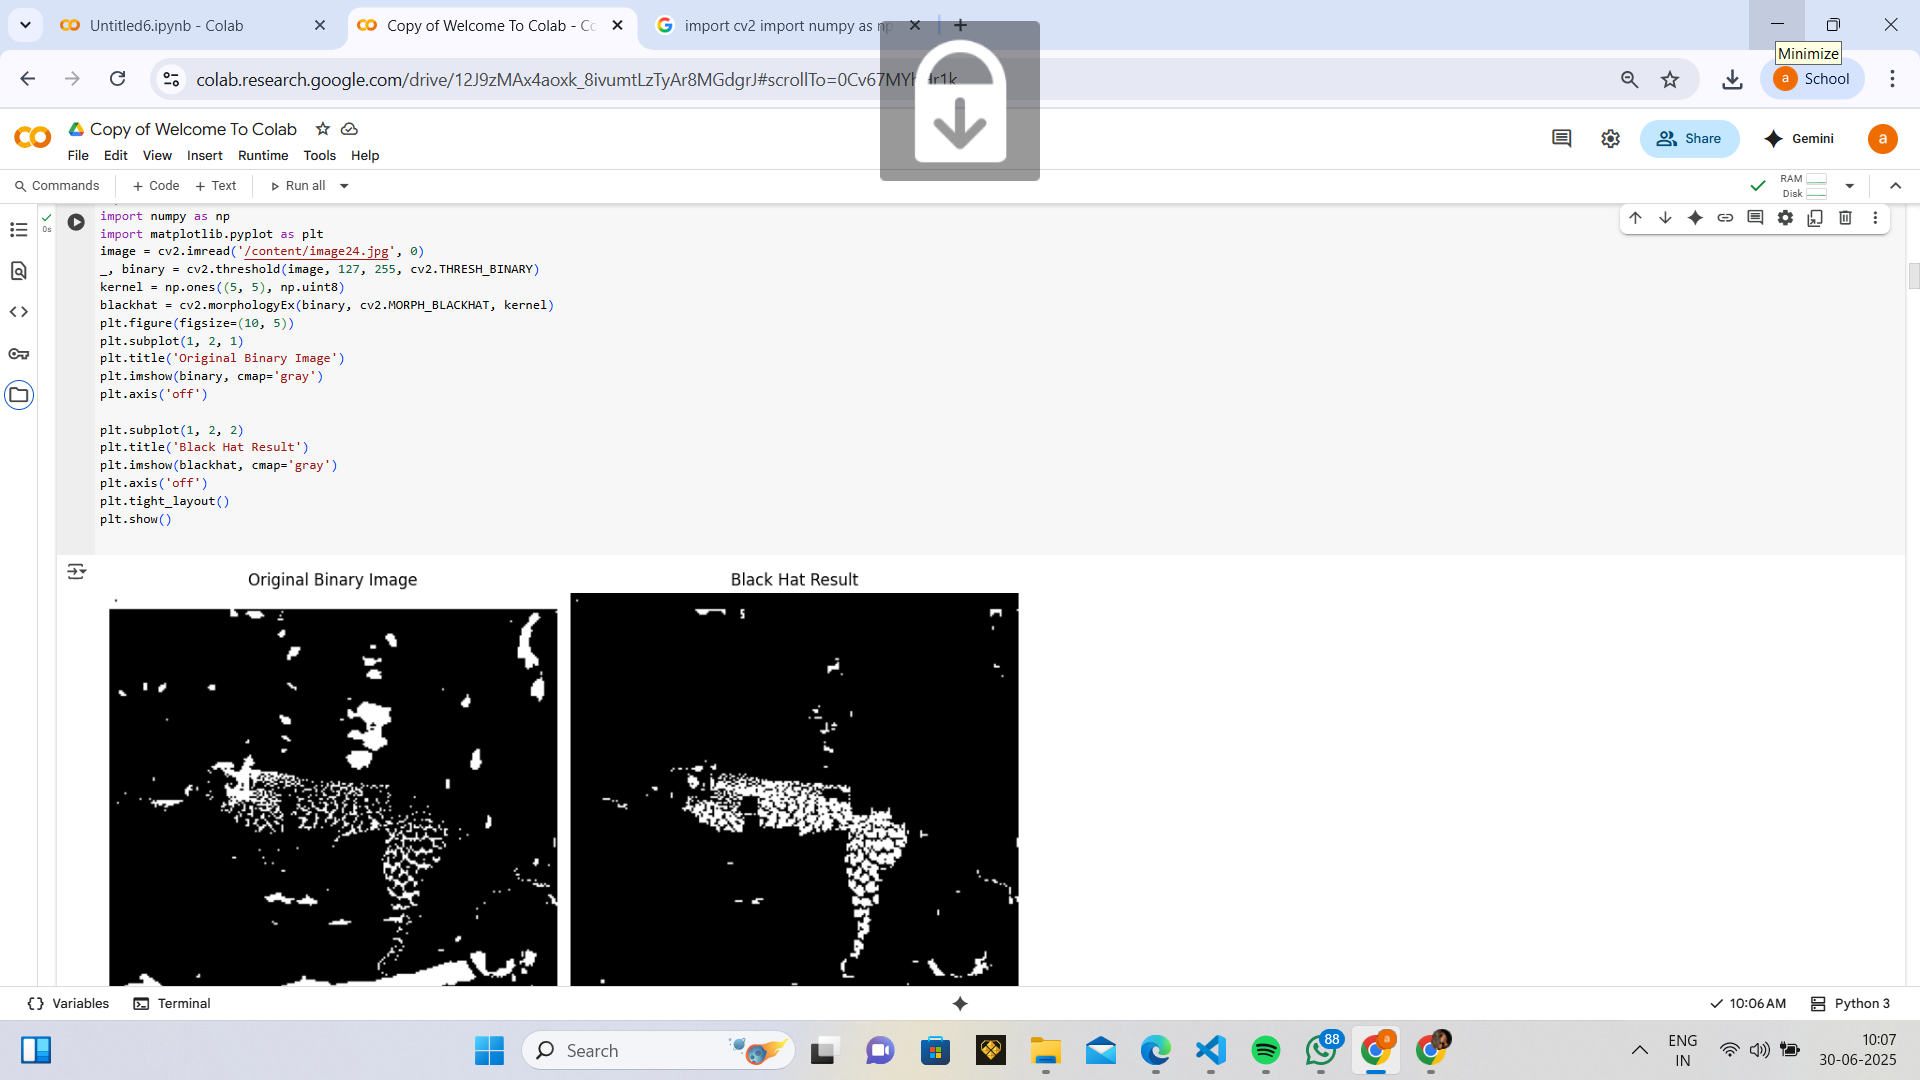 Untitled6.ipynb - Colab
Copy of Welcome To Colab - Co
import cv2 import numpy as np
Minimize
colab.research.google.com/drive/12J9zMAx4aoxk_8ivumtLzTyAr8MGdgrJ#scrollTo=0Cv67MYh
School
Copy of Welcome To Colab
File Edit View Insert Runtime Tools Help
Share
Gemini
a
Commands + Code + Text Run all
RAM
Disk
0s
import numpy as np
import matplotlib.pyplot as plt
image = cv2.imread('/content/image24.jpg', 0)
_, binary = cv2.threshold(image, 127, 255, cv2.THRESH_BINARY)
kernel = np.ones((5, 5), np.uint8)
blackhat = cv2.morphologyEx(binary, cv2.MORPH_BLACKHAT, kernel)
plt.figure(figsize=(10, 5))
plt.subplot(1, 2, 1)
plt.title('Original Binary Image')
plt.imshow(binary, cmap='gray')
plt.axis('off')
plt.subplot(1, 2, 2)
plt.title('Black Hat Result')
plt.imshow(blackhat, cmap='gray')
plt.axis('off')
plt.tight_layout()
plt.show()
Original Binary Image
Black Hat Result
Variables
Terminal
10:06 AM
Python 3
Search
88
ENG
IN
10:07
30-06-2025